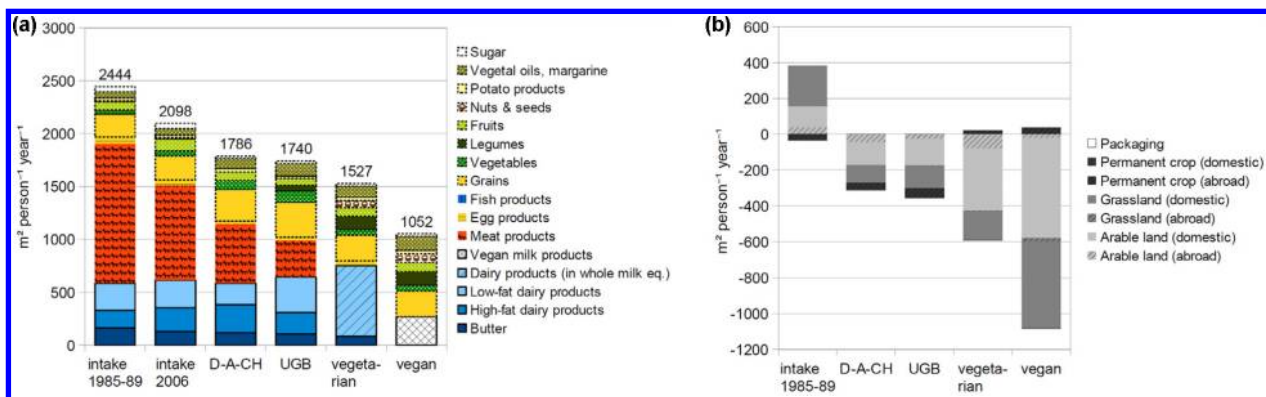 (a)
3000
2500
2000
1500
1000
500
0
m² person⁻¹ year⁻¹
2444
2098
1786
1740
1527
1052
intake
1985-89
intake
2006
D-A-CH
UGB
vegeta-
rian
vegan
Sugar
Vegetal oils, margarine
Potato products
Nuts & seeds
Fruits
Legumes
Vegetables
Grains
Fish products
Egg products
Meat products
Vegan milk products
Dairy products (in whole milk eq.)
Low-fat dairy products
High-fat dairy products
Butter
(b)
600
400
200
0
-200
-400
-600
-800
-1000
-1200
m² person⁻¹ year⁻¹
intake
1985-89
D-A-CH
UGB
vegeta-
rian
vegan
Packaging
Permanent crop (domestic)
Permanent crop (abroad)
Grassland (domestic)
Grassland (abroad)
Arable land (domestic)
Arable land (abroad)